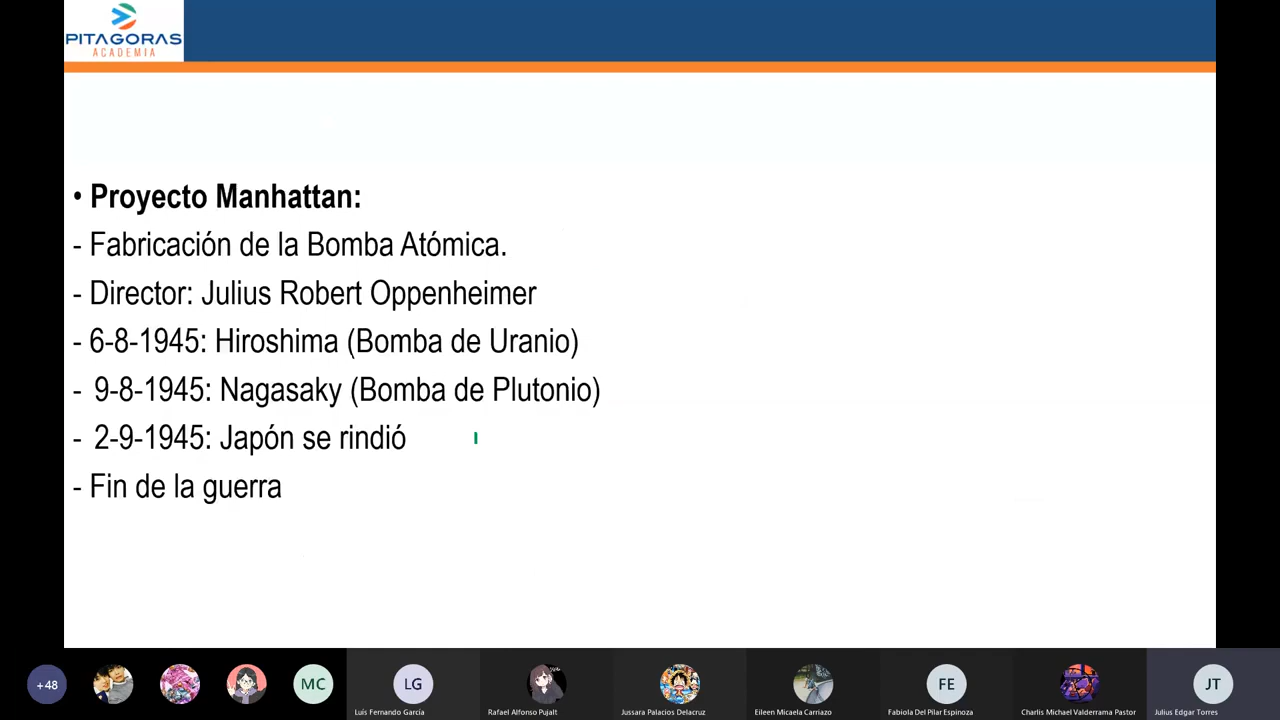 PITAGORAS
ACADEMIA
• Proyecto Manhattan:
- Fabricación de la Bomba Atómica.
- Director: Julius Robert Oppenheimer
- 6-8-1945: Hiroshima (Bomba de Uranio)
- 9-8-1945: Nagasaky (Bomba de Plutonio)
- 2-9-1945: Japón se rindió
- Fin de la guerra
+48
MC
LG
FE
JT
Luis Fernando García
Rafael Alfonso Pujalt
Jussara Palacios Delacruz
Eileen Micaela Carriazo
Fabiola Del Pilar Espinoza
Charlis Michael Valderrama Pastor
Julius Edgar Torres